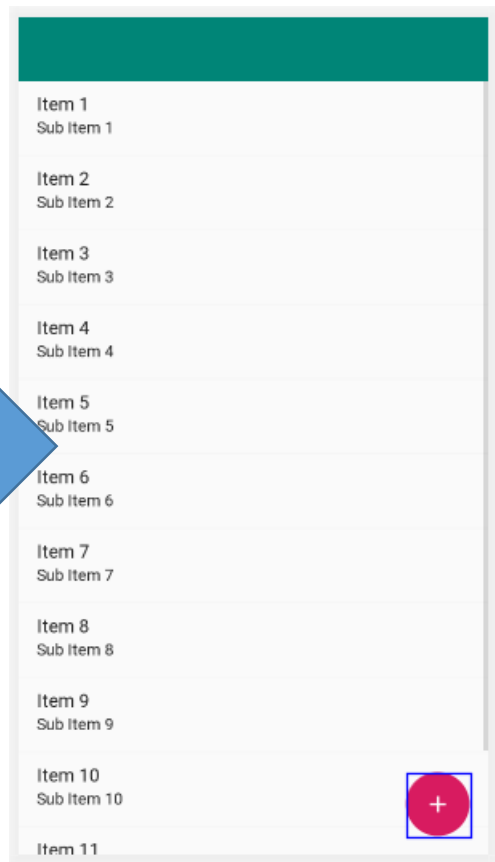 Item 1
Sub Item 1
Item 2
Sub Item 2
Item 3
Sub Item 3
Item 4
Sub Item 4
Item 5
Sub Item 5
Item 6
Sub Item 6
Item 7
Sub Item 7
Item 8
Sub Item 8
Item 9
Sub Item 9
Item 10
Sub Item 10
Item 11